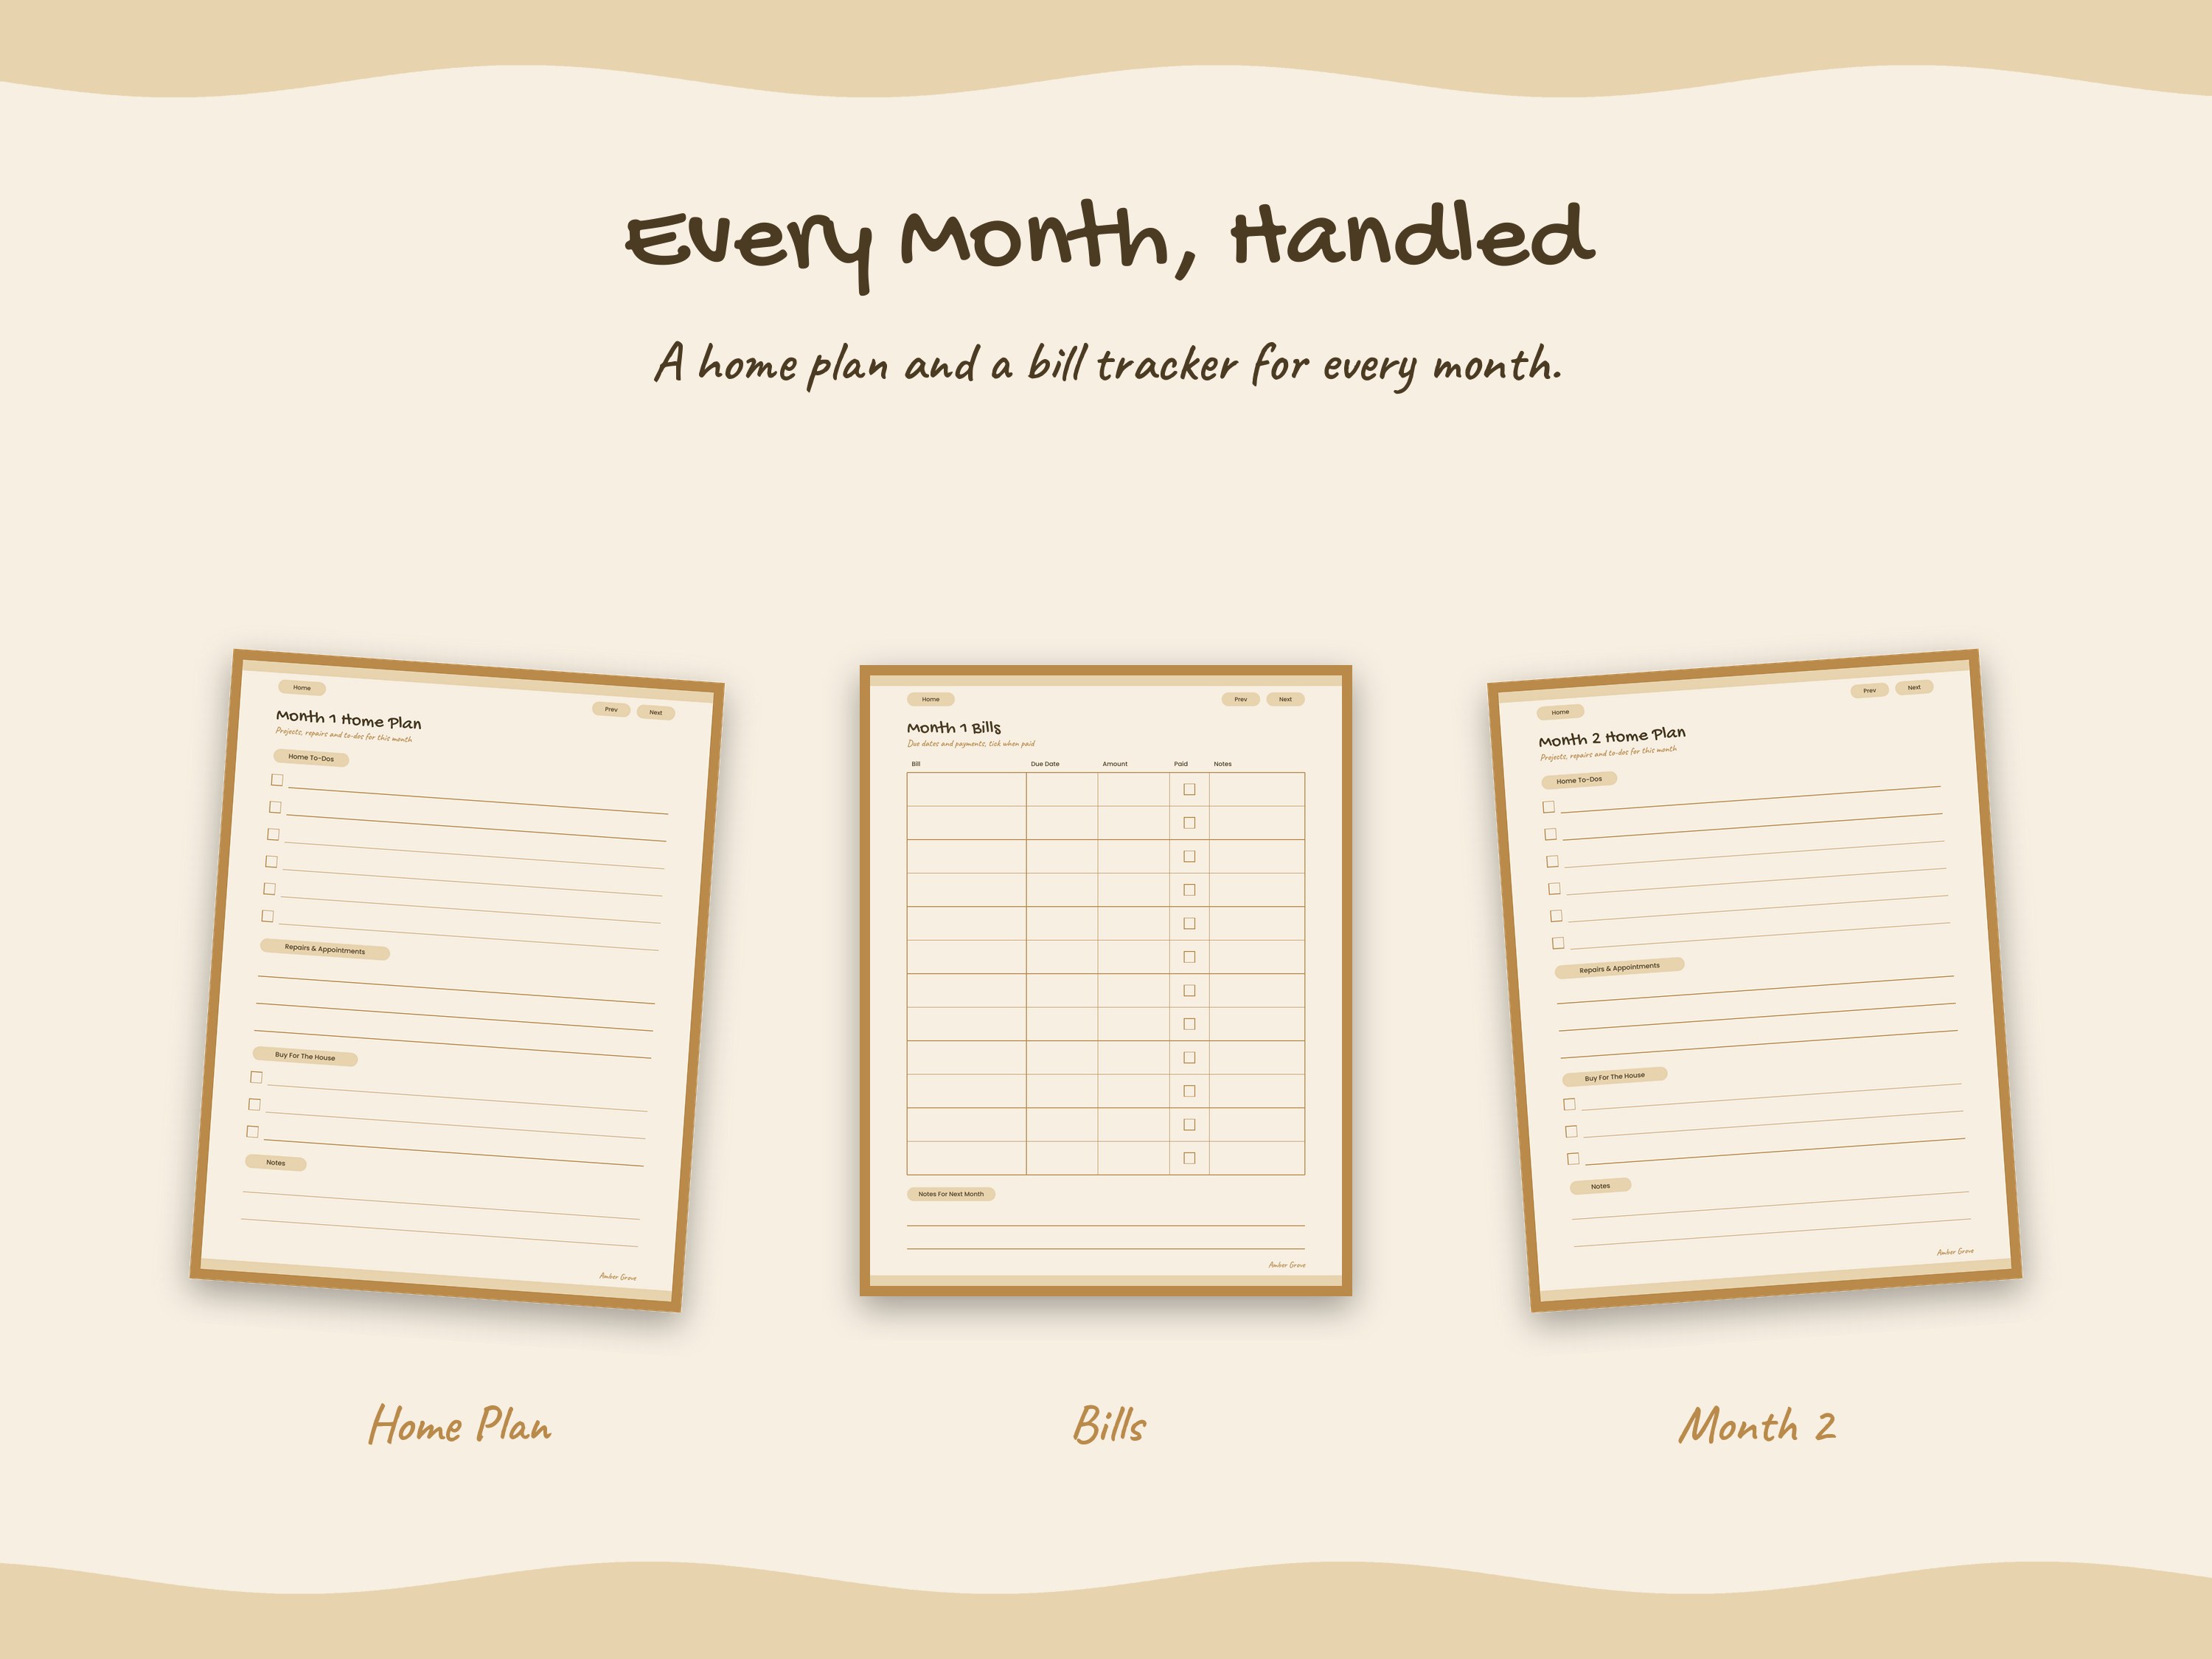 Every Month, Handled
A home plan and a bill tracker for every month.
Home
Prev
Next
Month 1 Home Plan
Projects, repairs and to-dos for this month
Home To-Dos
Repairs & Appointments
Buy For The House
Notes
Amber Grove
Home
Prev
Next
Month 1 Bills
Due dates and payments, tick when paid
Bill Due Date Amount Paid Notes
Notes For Next Month
Amber Grove
Home
Prev
Next
Month 2 Home Plan
Projects, repairs and to-dos for this month
Home To-Dos
Repairs & Appointments
Buy For The House
Notes
Amber Grove
Home Plan
Bills
Month 2